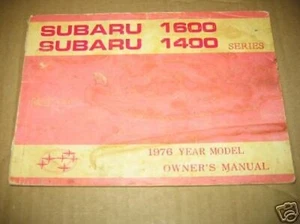 SUBARU 1600
SUBARU 1400 SERIES
1976 YEAR MODEL
OWNER'S MANUAL